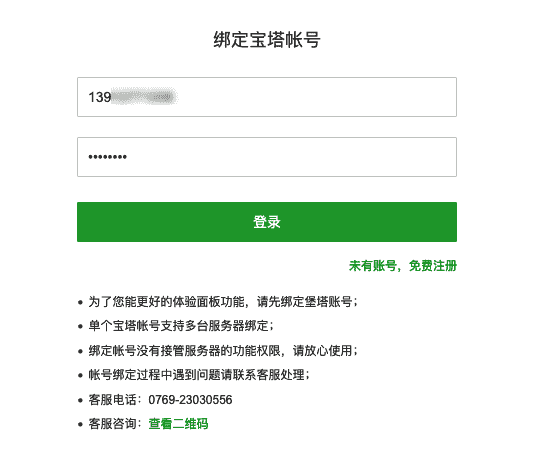 绑定宝塔帐号
139
••••••••
登录
未有账号，免费注册
• 为了您能更好的体验面板功能，请先绑定堡塔账号；
• 单个宝塔帐号支持多台服务器绑定；
• 绑定帐号没有接管服务器的功能权限，请放心使用；
• 帐号绑定过程中遇到问题请联系客服处理；
• 客服电话：0769-23030556
• 客服咨询：查看二维码